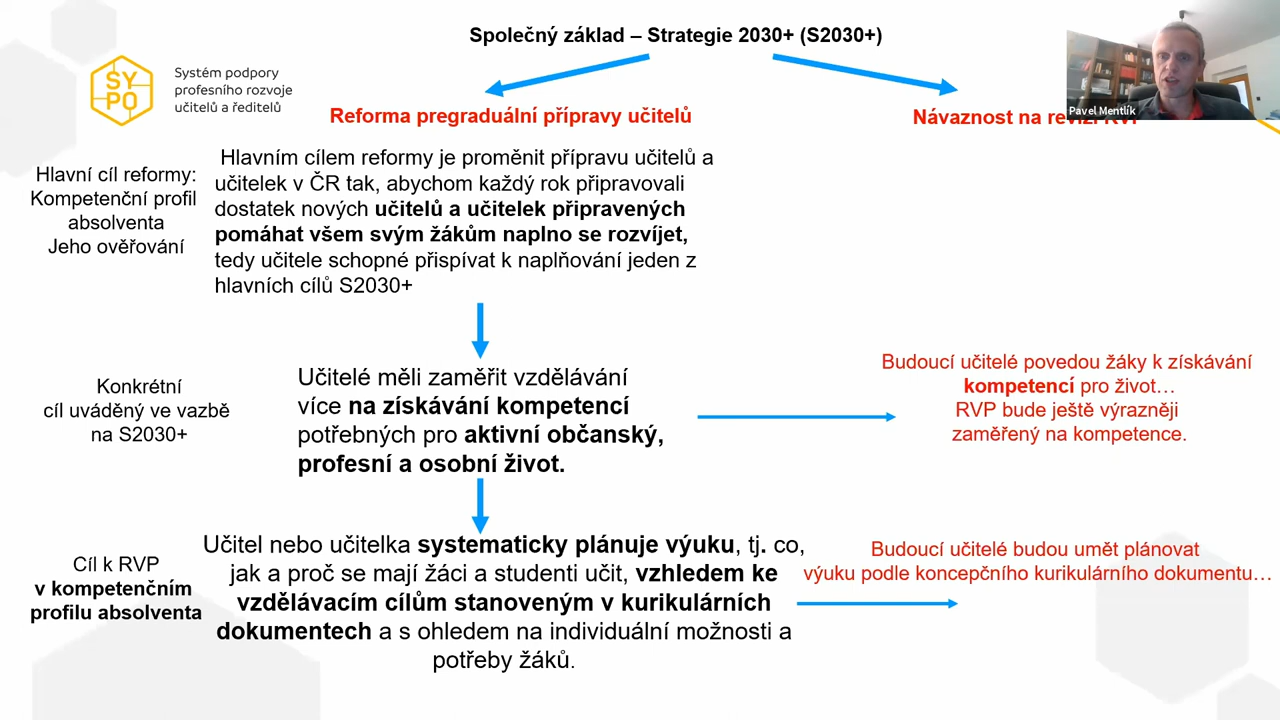 Společný základ – Strategie 2030+ (S2030+)
SY
PO
Systém podpory
profesního rozvoje
učitelů a ředitelů
Pavel Mentlík
Reforma pregraduální přípravy učitelů
Návaznost na revizi RVP
Hlavní cíl reformy:
Kompetenční profil
absolventa
Jeho ověřování
Hlavním cílem reformy je proměnit přípravu učitelů a
učitelek v ČR tak, abychom každý rok připravovali
dostatek nových učitelů a učitelek připravených
pomáhat všem svým žákům naplno se rozvíjet,
tedy učitele schopné přispívat k naplňování jeden z
hlavních cílů S2030+
Konkrétní
cíl uváděný ve vazbě
na S2030+
Učitelé měli zaměřit vzdělávání
více na získávání kompetencí
potřebných pro aktivní občanský,
profesní a osobní život.
Budoucí učitelé povedou žáky k získávání
kompetencí pro život…
RVP bude ještě výrazněji
zaměřený na kompetence.
Cíl k RVP
v kompetenčním
profilu absolventa
Učitel nebo učitelka systematicky plánuje výuku, tj. co,
jak a proč se mají žáci a studenti učit, vzhledem ke
vzdělávacím cílům stanoveným v kurikulárních
dokumentech a s ohledem na individuální možnosti a
potřeby žáků.
Budoucí učitelé budou umět plánovat
výuku podle koncepčního kurikulárního dokumentu…